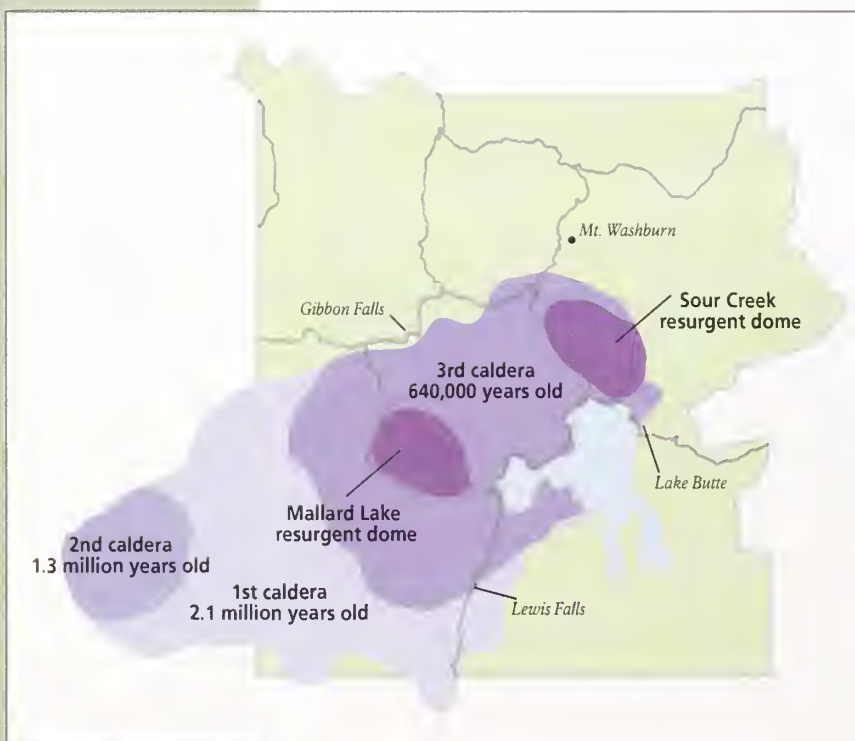 Mt. Washburn
Sour Creek
resurgent dome
Gibbon Falls
3rd caldera
640,000 years old
Lake Butte
Mallard Lake
resurgent dome
2nd caldera
1.3 million years old
1st caldera
2.1 million years old
Lewis Falls